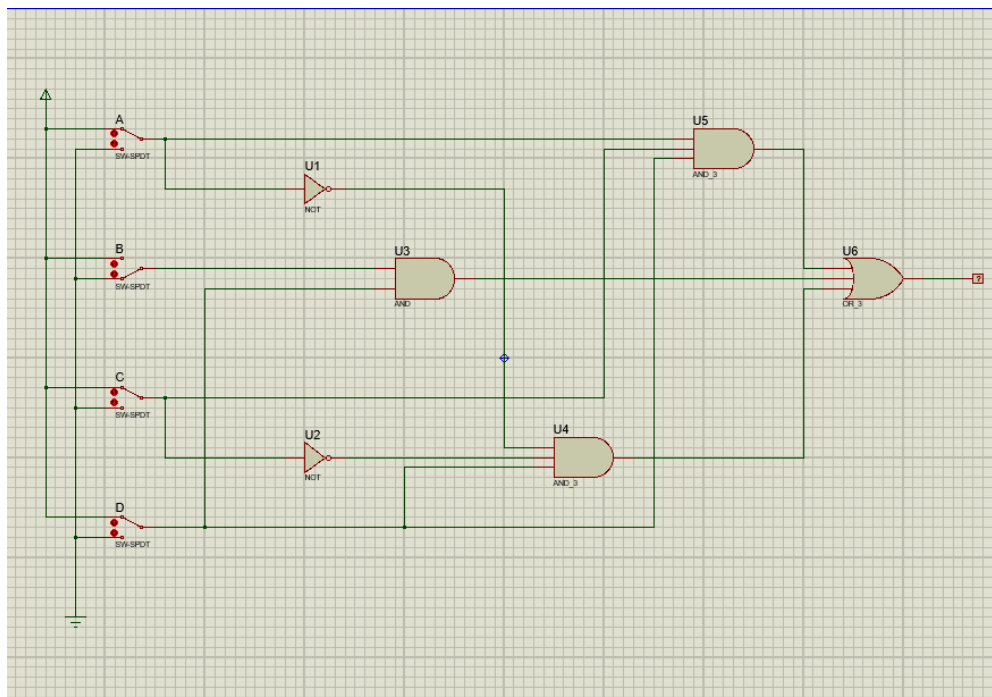 A
SW-SPDT
U1
NOT
B
SW-SPDT
U3
AND
C
SW-SPDT
U2
NOT
D
SW-SPDT
U4
AND_3
U5
AND_3
U6
OR_3
?